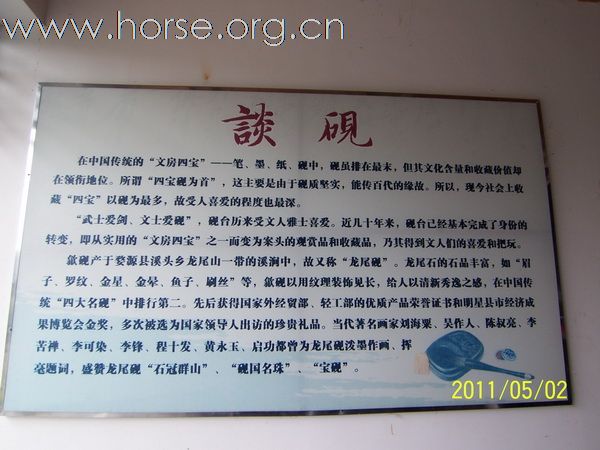 www.horse.org.cn
談 硯
在中国传统的“文房四宝”——笔、墨、纸、砚中，砚虽排在最末，但其文化含量和收藏价值却
在领衔地位。所谓“四宝砚为首”，这主要是由于砚质坚实，能传百代的缘故。所以，现今社会上收
藏“四宝”以砚为最多，故受人喜爱的程度也最深。
“武士爱剑、文士爱砚”，砚台历来受文人雅士喜爱。近几十年来，砚台已经基本完成了身份的
转变，即从实用的“文房四宝”之一而变为案头的观赏品和收藏品，乃其得到文人们的喜爱和把玩。
歙砚产于婺源县溪头乡龙尾山一带的溪涧中，故又称“龙尾砚”。龙尾石的石品丰富，如“眉
子、罗纹、金星、金晕、鱼子、刷丝”等，歙砚以用纹理装饰见长，给人以清新秀逸之感，在中国传
统“四大名砚”中排行第二。先后获得国家外经贸部、轻工部的优质产品荣誉证书和明星县市经济成
果博览会金奖，多次被选为国家领导人出访的珍贵礼品。当代著名画家刘海粟、吴作人、陈叔亮、李
苦禅、李可染、李锋、程十发、黄永玉、启功都曾为龙尾砚泼墨作画、挥
毫题词，盛赞龙尾砚“石冠群山”、“砚国名珠”、“宝砚”。
2011/05/02